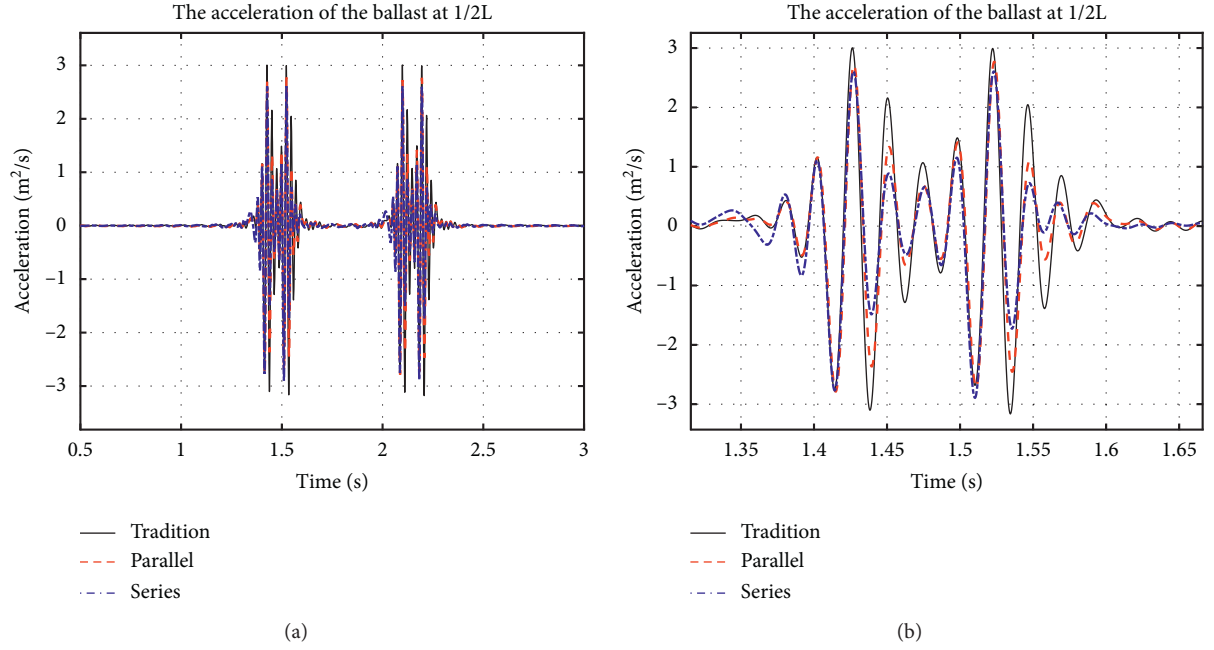 The acceleration of the ballast at 1/2L
3
2
1
0
–1
–2
–3
Acceleration (m²/s)
0.5 1 1.5 2 2.5 3
Time (s)
Tradition
Parallel
Series
(a)
The acceleration of the ballast at 1/2L
3
2
1
0
–1
–2
–3
Acceleration (m²/s)
1.35 1.4 1.45 1.5 1.55 1.6 1.65
Time (s)
Tradition
Parallel
Series
(b)